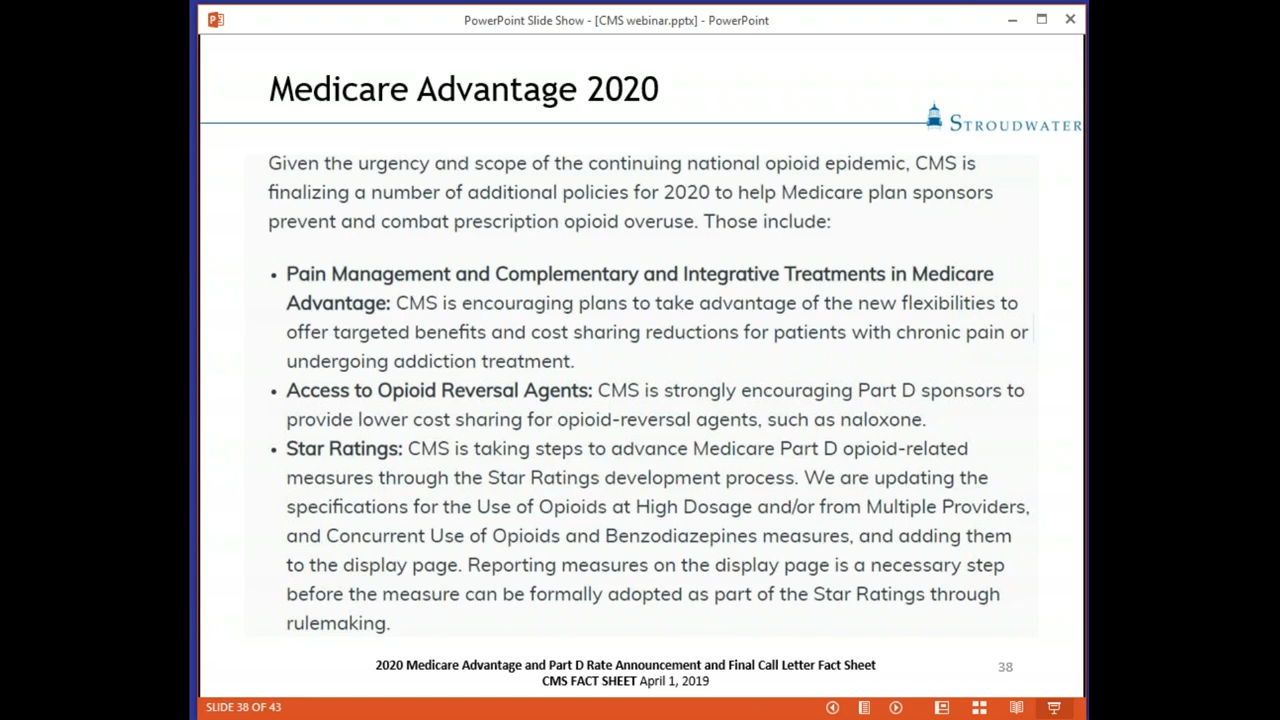 PowerPoint Slide Show - [CMS webinar.pptx] - PowerPoint
Medicare Advantage 2020
STROUDWATER
Given the urgency and scope of the continuing national opioid epidemic, CMS is
finalizing a number of additional policies for 2020 to help Medicare plan sponsors
prevent and combat prescription opioid overuse. Those include:
• Pain Management and Complementary and Integrative Treatments in Medicare
Advantage: CMS is encouraging plans to take advantage of the new flexibilities to
offer targeted benefits and cost sharing reductions for patients with chronic pain or
undergoing addiction treatment.
• Access to Opioid Reversal Agents: CMS is strongly encouraging Part D sponsors to
provide lower cost sharing for opioid-reversal agents, such as naloxone.
• Star Ratings: CMS is taking steps to advance Medicare Part D opioid-related
measures through the Star Ratings development process. We are updating the
specifications for the Use of Opioids at High Dosage and/or from Multiple Providers,
and Concurrent Use of Opioids and Benzodiazepines measures, and adding them
to the display page. Reporting measures on the display page is a necessary step
before the measure can be formally adopted as part of the Star Ratings through
rulemaking.
2020 Medicare Advantage and Part D Rate Announcement and Final Call Letter Fact Sheet
CMS FACT SHEET April 1, 2019
38
SLIDE 38 OF 43